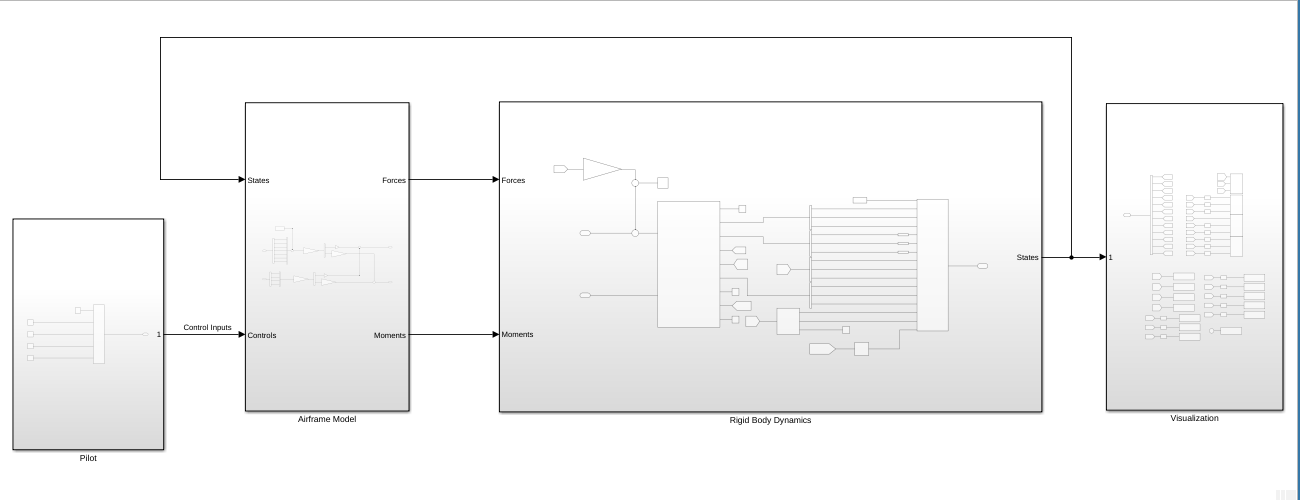 States
Forces
Forces
States
1
1
Control Inputs
Controls
Moments
Moments
Airframe Model
Rigid Body Dynamics
Visualization
Pilot